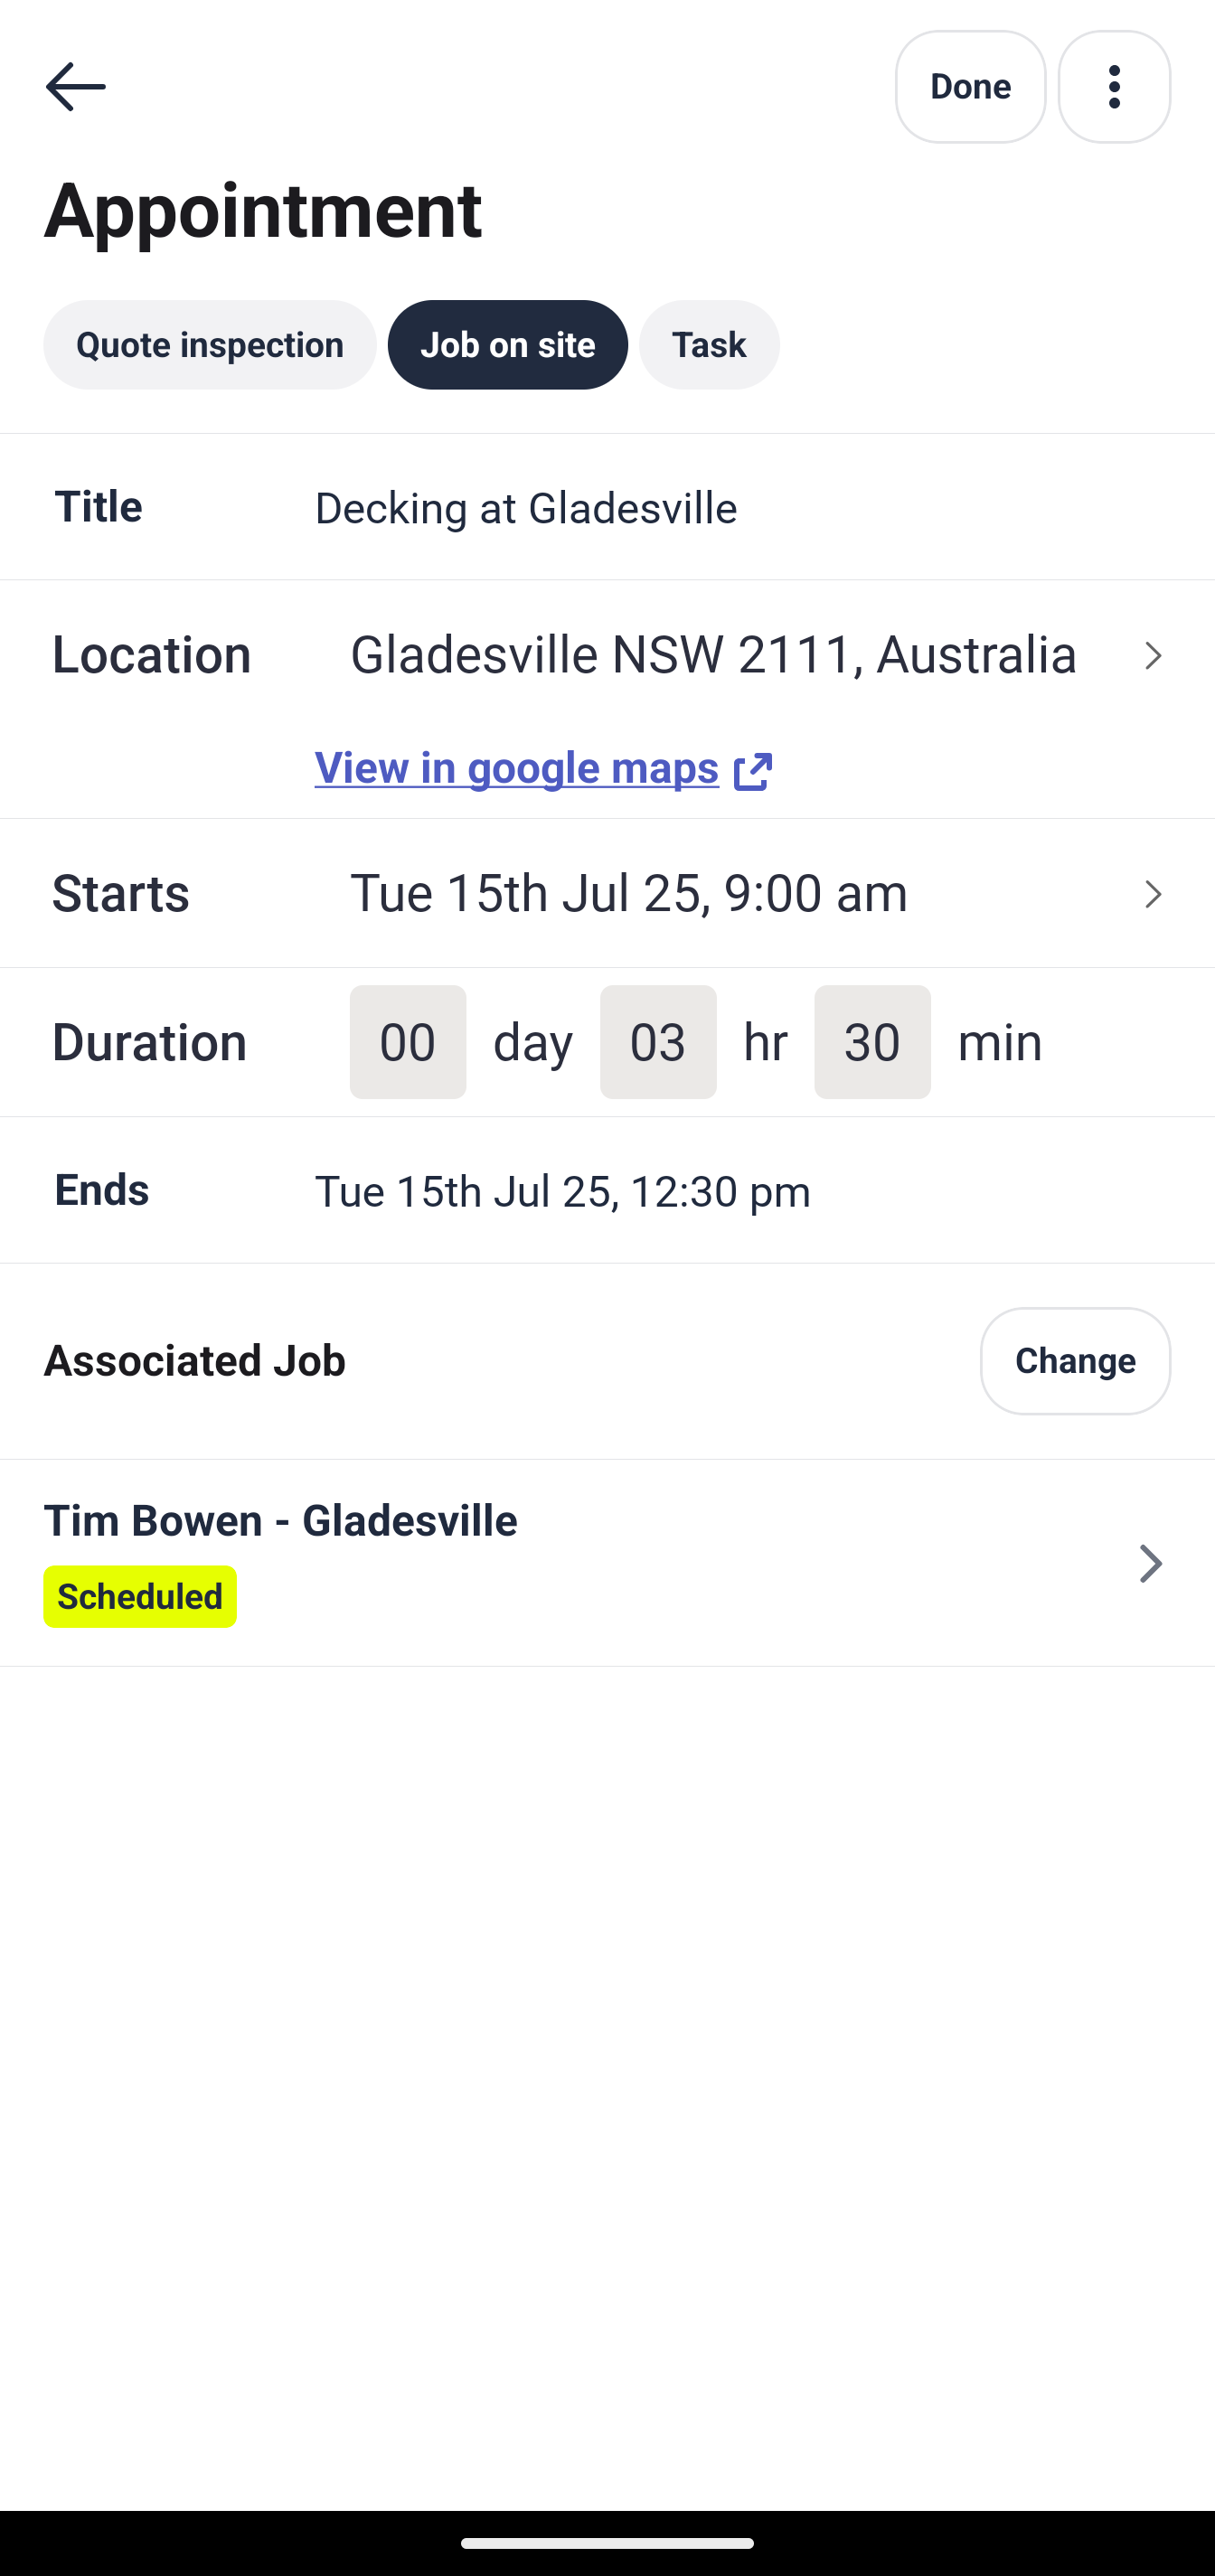 Done
Appointment
Quote inspection Job on site Task
Title Decking at Gladesville
Location Gladesville NSW 2111, Australia
View in google maps
Starts Tue 15th Jul 25, 9:00 am
Duration 00 day 03 hr 30 min
Ends Tue 15th Jul 25, 12:30 pm
Associated Job Change
Tim Bowen - Gladesville
Scheduled